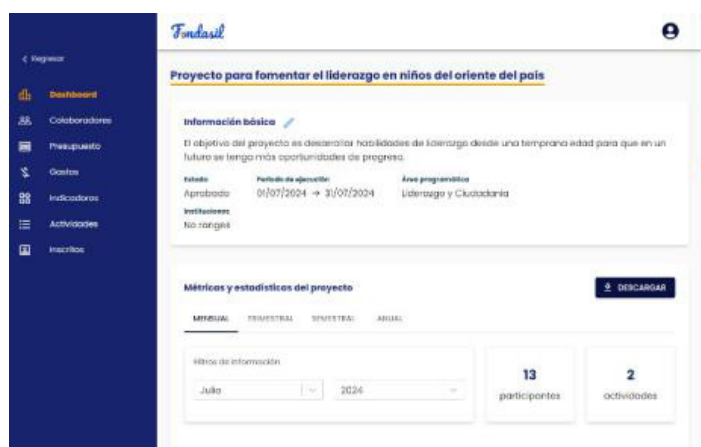 Fundasil
Regresar
Dashboard
Colaboradores
Presupuesto
Gastos
Indicadores
Actividades
Inscritos
Proyecto para fomentar el liderazgo en niños del oriente del país
Información básica
El objetivo del proyecto es desarrollar habilidades de liderazgo desde una temprana edad para que en un
futuro se tenga más oportunidades de progreso.
Estado: Periodo de ejecución: Área programática
Aprobado 01/07/2024 → 31/07/2024 Liderazgo y Ciudadanía
Instituciones:
No ranges
Métricas y estadísticas del proyecto
DESCARGAR
MENSUAL TRIMESTRAL SEMESTRAL ANUAL
Filtros de información
Julio 2024
13
participantes
2
actividades